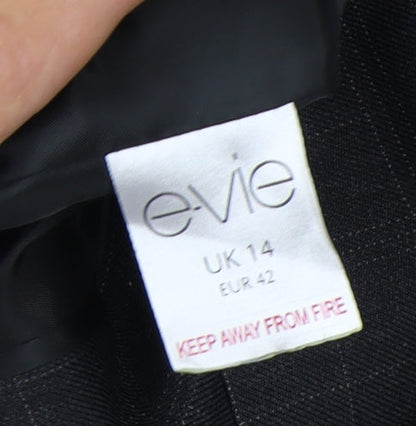 e-vie
UK 14
EUR 42
KEEP AWAY FROM FIRE